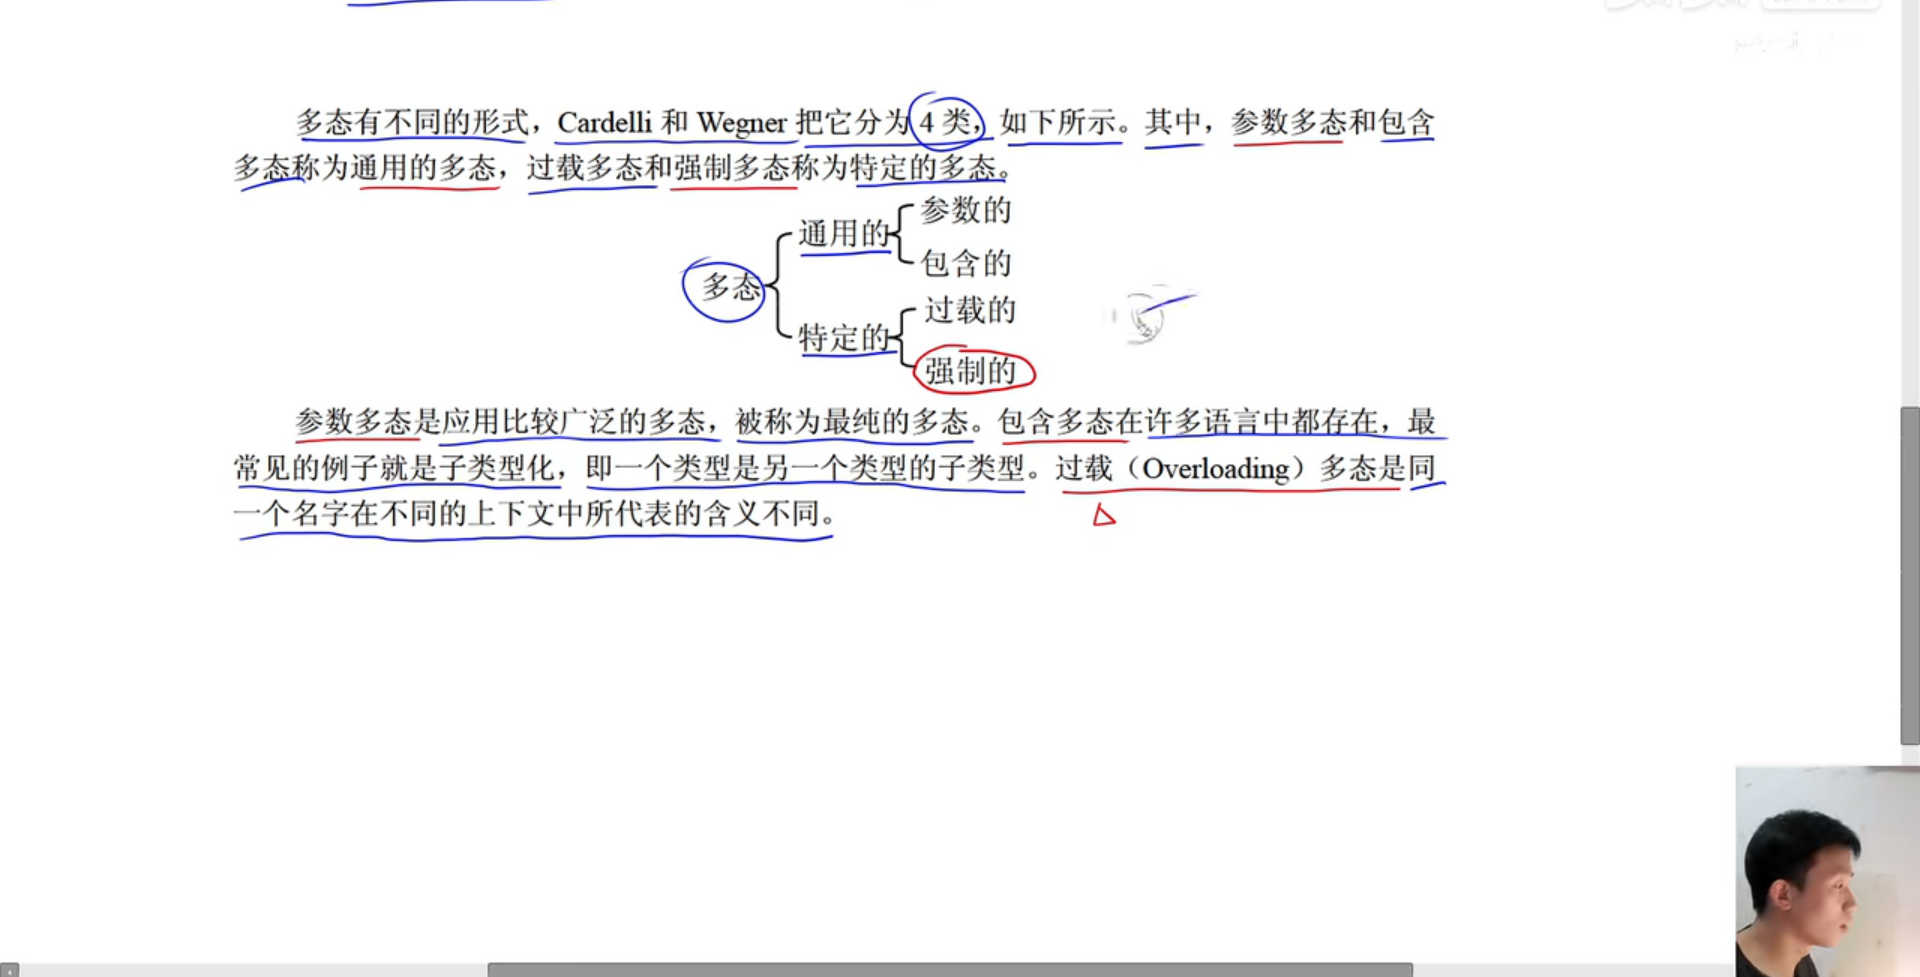 多态有不同的形式，Cardelli 和 Wegner 把它分为 4 类，如下所示。其中，参数多态和包含
多态称为通用的多态，过载多态和强制多态称为特定的多态。
参数的
通用的
包含的
多态
过载的
特定的
强制的
参数多态是应用比较广泛的多态，被称为最纯的多态。包含多态在许多语言中都存在，最
常见的例子就是子类型化，即一个类型是另一个类型的子类型。过载（Overloading）多态是同
一个名字在不同的上下文中所代表的含义不同。